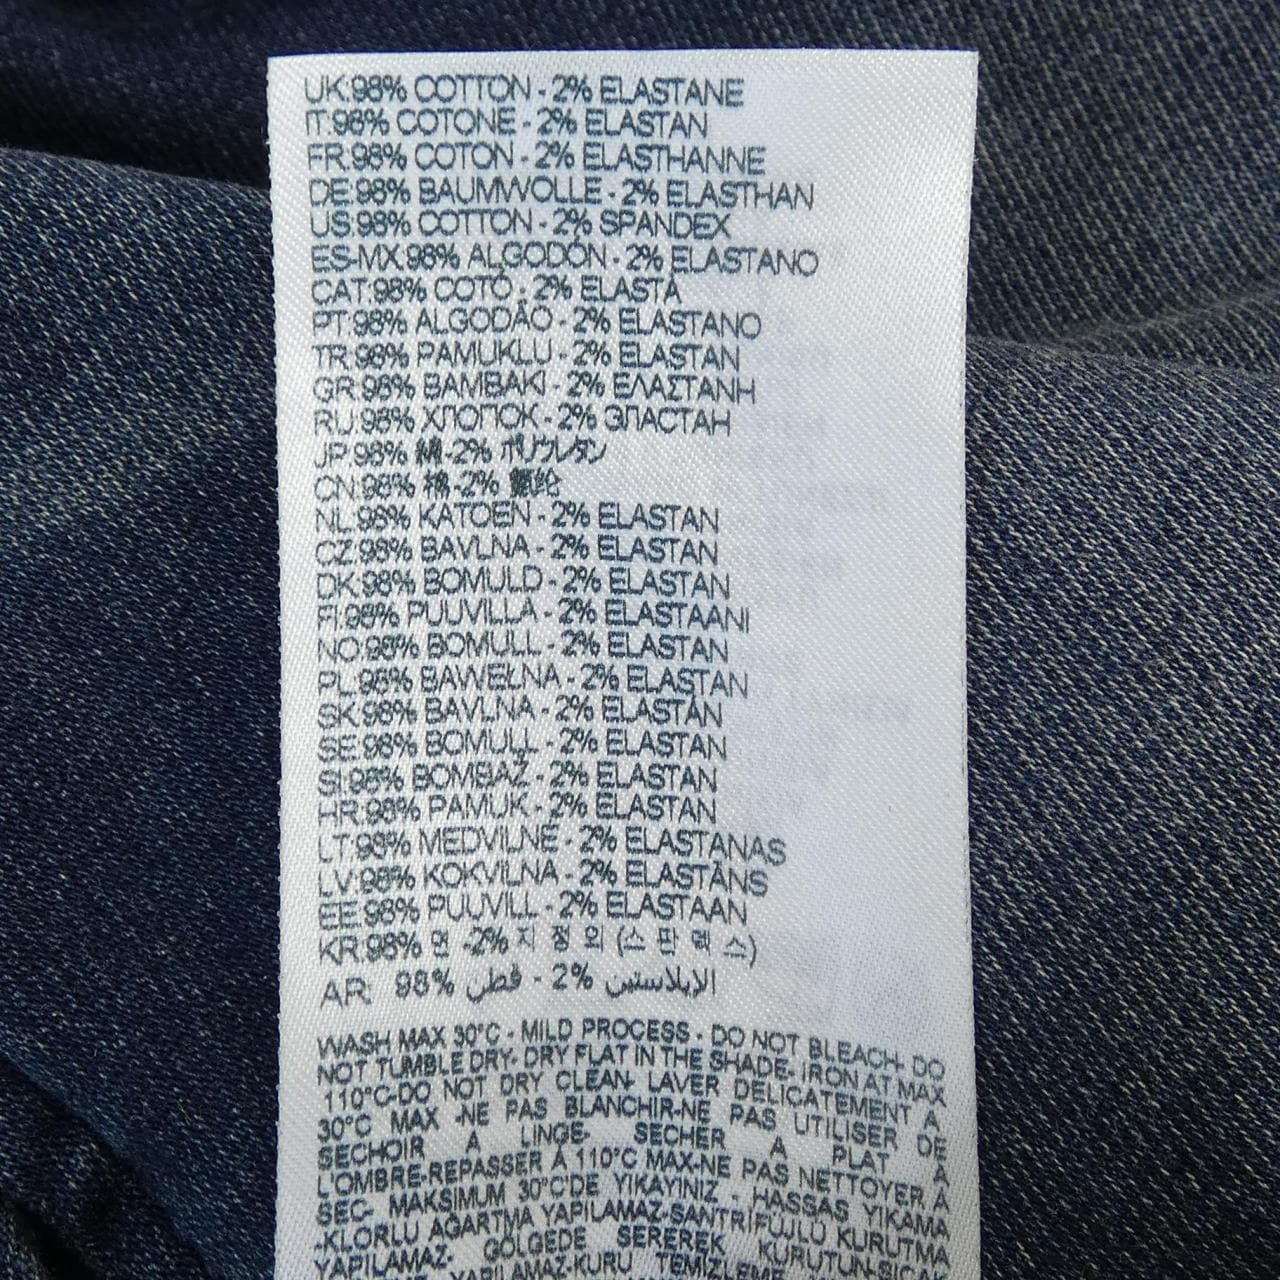 UK:98% COTTON - 2% ELASTANE
IT:98% COTONE - 2% ELASTAN
FR:98% COTON - 2% ELASTHANNE
DE:98% BAUMWOLLE - 2% ELASTHAN
US:98% COTTON - 2% SPANDEX
ES-MX:98% ALGODÓN - 2% ELASTANO
CAT:98% COTÓ - 2% ELASTÀ
PT:98% ALGODÃO - 2% ELASTANO
TR:98% PAMUKLU - 2% ELASTAN
GR:98% ΒΑΜΒΑΚΙ - 2% ΕΛΑΣΤΑΝΗ
RU:98% ХЛОПОК - 2% ЭЛАСТАН
JP:98% 綿 -2% ポリウレタン
CN:98% 棉 -2%
NL:98% KATOEN - 2% ELASTAN
CZ:98% BAVLNA - 2% ELASTAN
DK:98% BOMULD - 2% ELASTAN
FI:98% PUUVILLA - 2% ELASTAANI
NO:98% BOMULL - 2% ELASTAN
PL:98% BAWEŁNA - 2% ELASTAN
SK:98% BAVLNA - 2% ELASTAN
SE:98% BOMULL - 2% ELASTAN
SI:98% BOMBAŽ - 2% ELASTAN
HR:98% PAMUK - 2% ELASTAN
LT:98% MEDVILNĖ - 2% ELASTANAS
LV:98% KOKVILNA - 2% ELASTĀNS
EE:98% PUUVILL - 2% ELASTAAN
KR:98% 면 -2% 지 정 외 (스 판 덱 스)
AR: 98% قطن - 2% الايلاستين
WASH MAX 30°C - MILD PROCESS - DO NOT BLEACH- DO
NOT TUMBLE DRY- DRY FLAT IN THE SHADE- IRON AT MAX
110°C-DO NOT DRY CLEAN- LAVER DELICATEMENT A
30°C MAX -NE PAS BLANCHIR-NE PAS UTILISER DE
SECHOIR A LINGE- SECHER A PLAT A
L'OMBRE-REPASSER À 110°C MAX-NE PAS NETTOYER À
SEC- MAKSIMUM 30°C'DE YIKAYINIZ - HASSAS YIKAMA
-KLORLU AĞARTMA YAPILAMAZ-SANTRİFÜJLÜ KURUTMA
YAPILAMAZ- GÖLGEDE SEREREK KURUTUN-SICAK
YAPILAMAZ-KURU TEMİZLEME